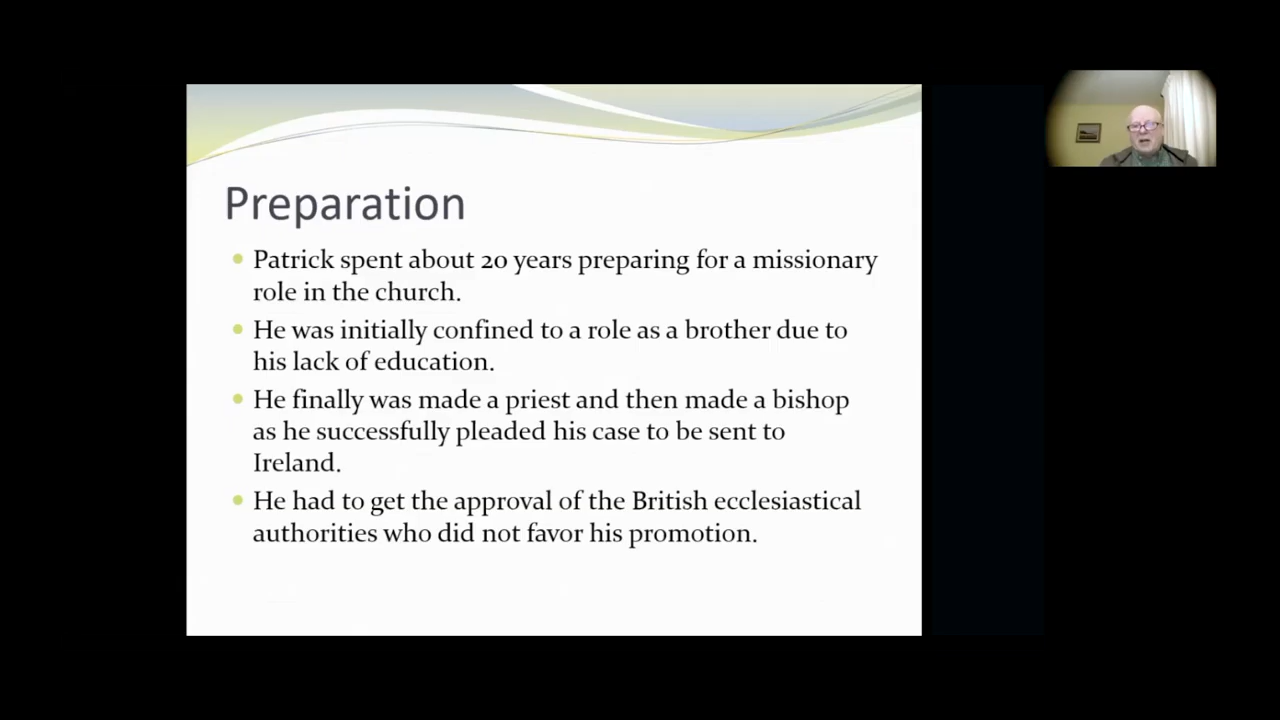 Preparation
Patrick spent about 20 years preparing for a missionary
role in the church.
He was initially confined to a role as a brother due to
his lack of education.
He finally was made a priest and then made a bishop
as he successfully pleaded his case to be sent to
Ireland.
He had to get the approval of the British ecclesiastical
authorities who did not favor his promotion.